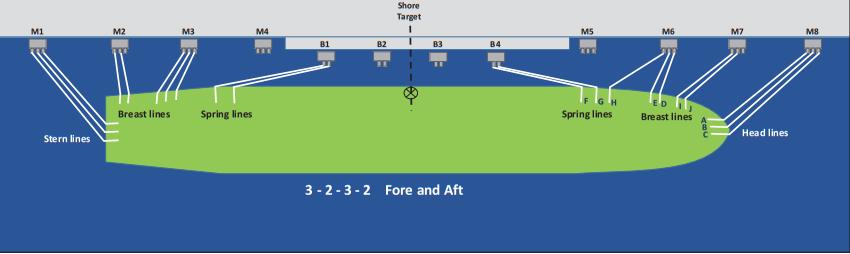 Shore
Target
M1 M2 M3 M4 M5 M6 M7 M8
B1 B2 B3 B4
F G H E D I J
Breast lines Spring lines Spring lines Breast lines
A
B
C
Stern lines Head lines
3 - 2 - 3 - 2 Fore and Aft